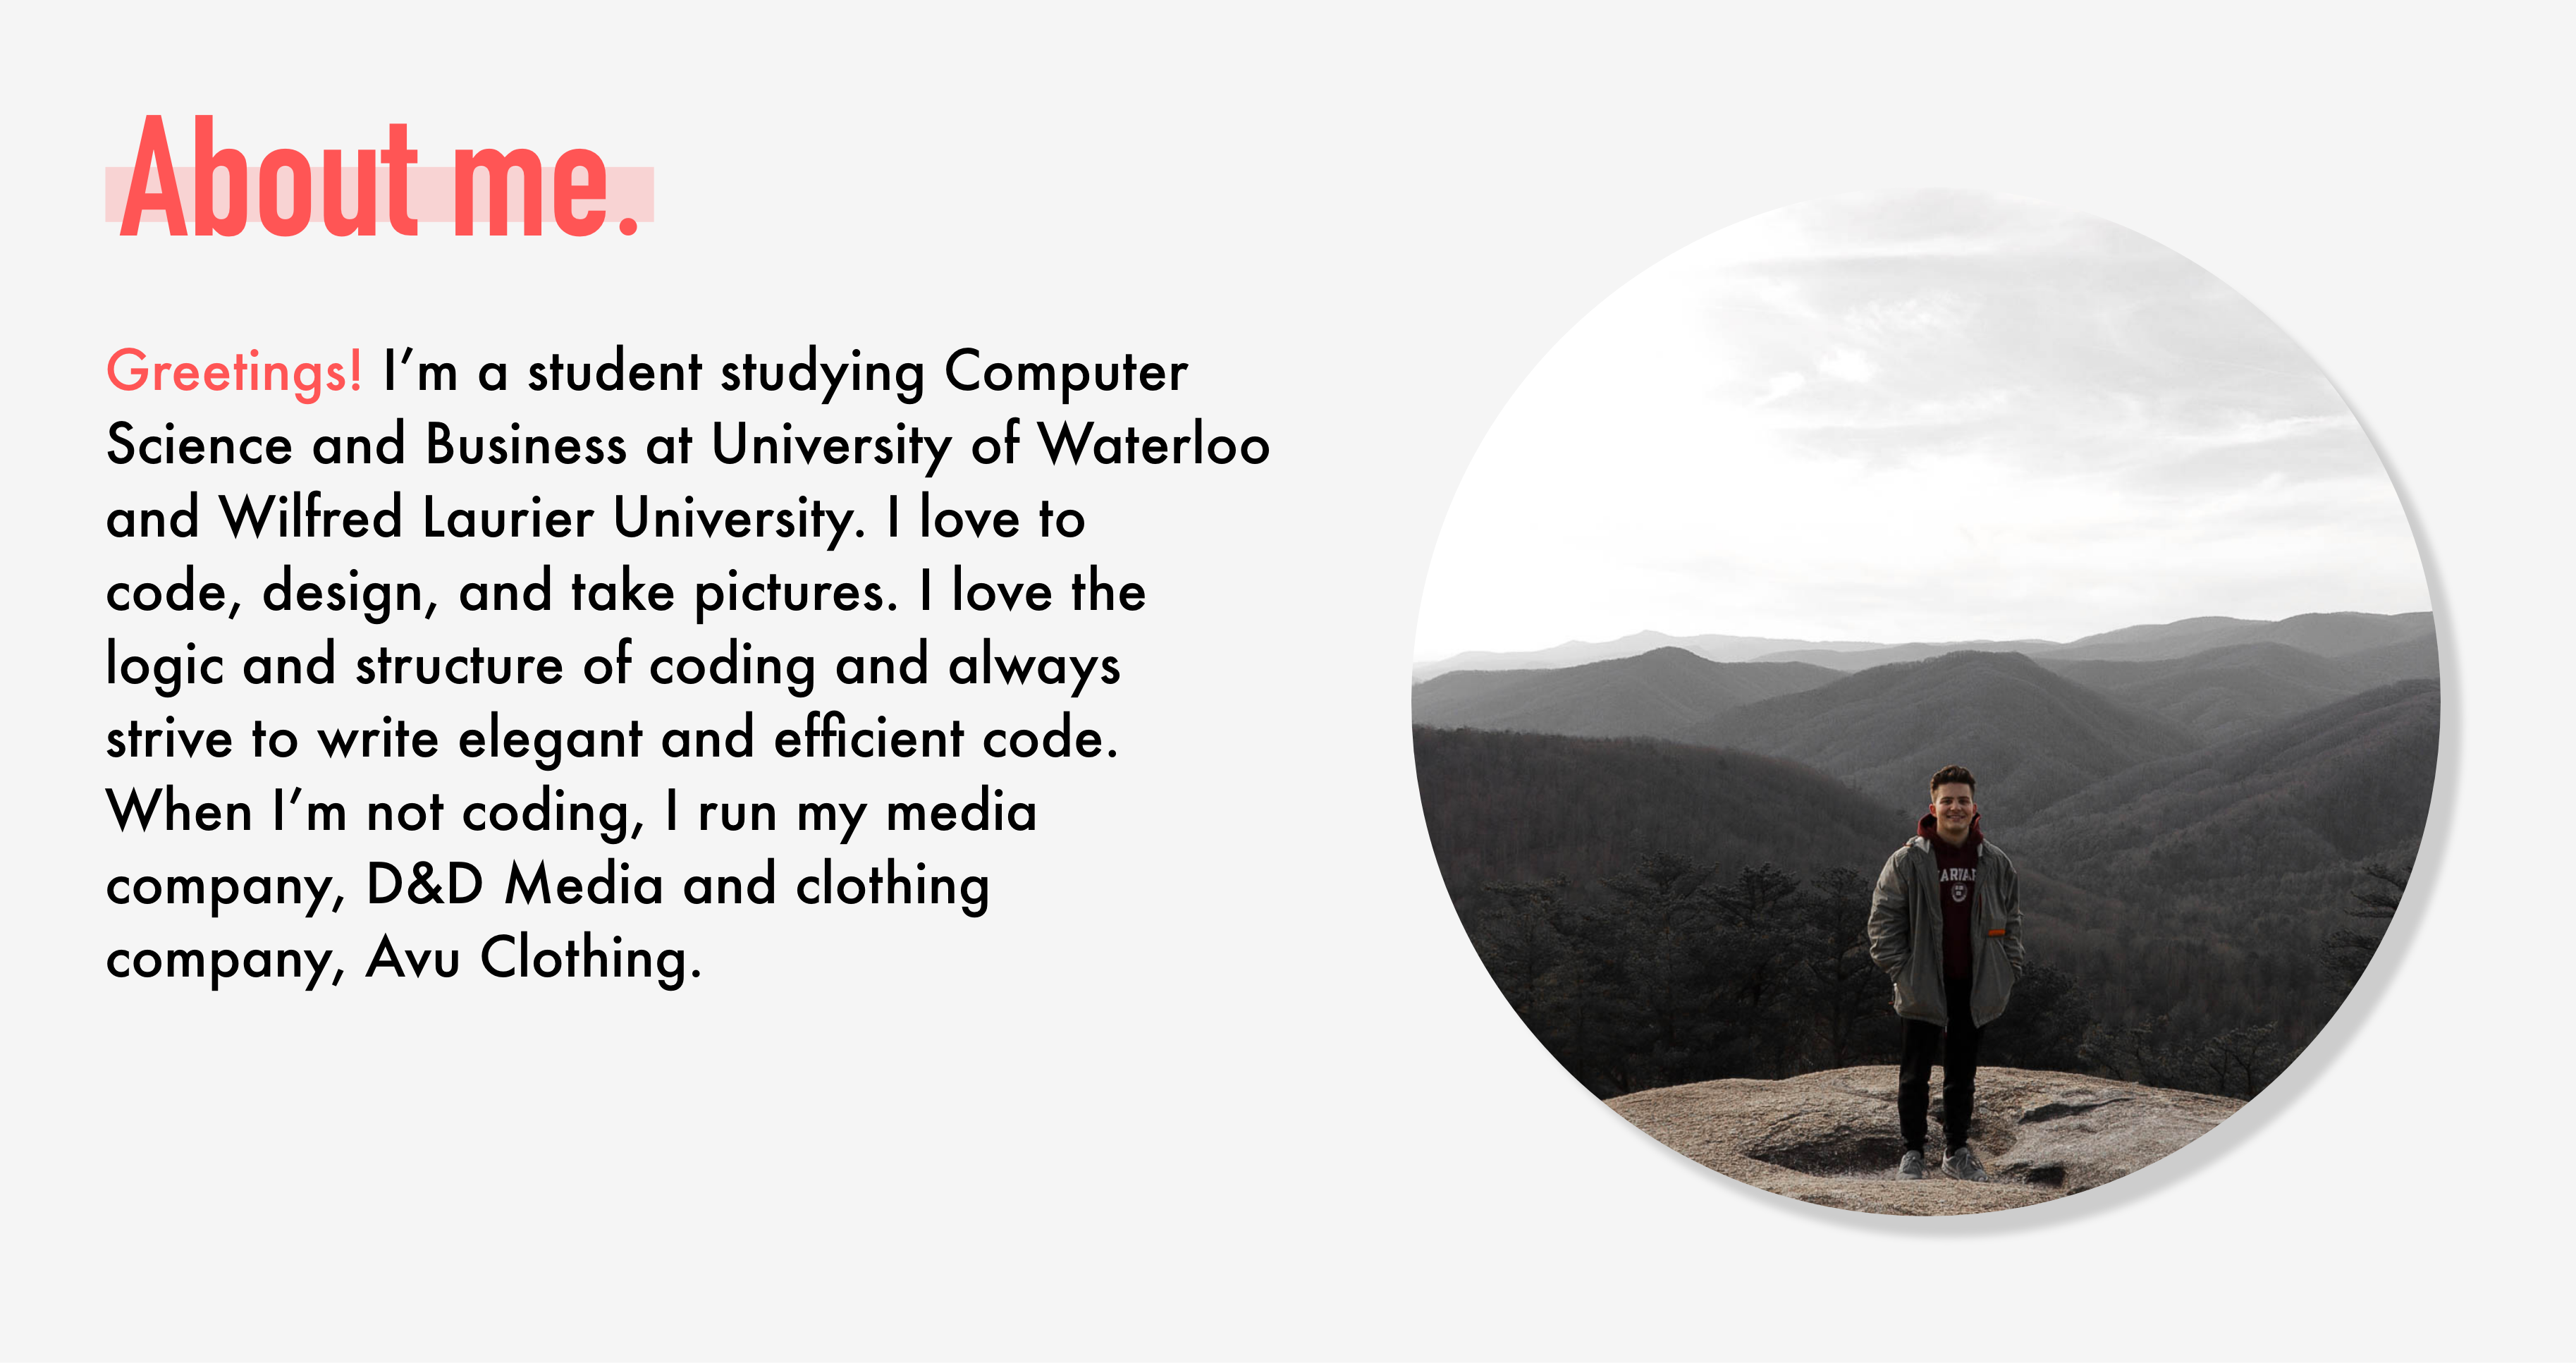 About me.
Greetings! I’m a student studying Computer
Science and Business at University of Waterloo
and Wilfred Laurier University. I love to
code, design, and take pictures. I love the
logic and structure of coding and always
strive to write elegant and efficient code.
When I’m not coding, I run my media
company, D&D Media and clothing
company, Avu Clothing.